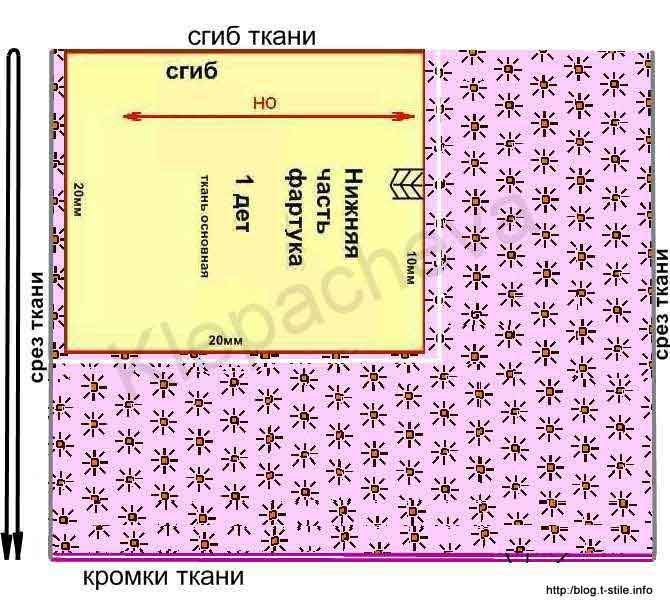 сгиб ткани
сгиб
НО
Нижняя
часть
фартука
1 дет
ткань основная
20мм
10мм
20мм
срез ткани
срез ткани
Klepacheva
кромки ткани
http:/blog.t-stile.info